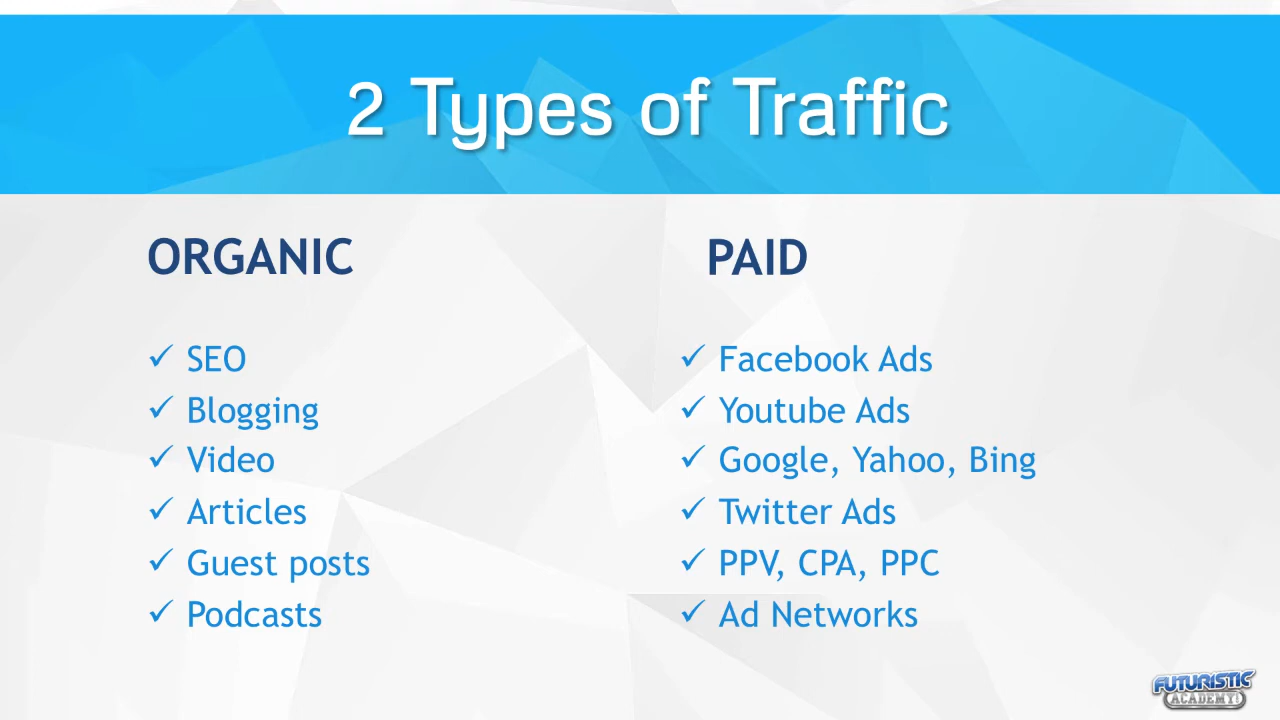 2 Types of Traffic
ORGANIC
✓ SEO
✓ Blogging
✓ Video
✓ Articles
✓ Guest posts
✓ Podcasts
PAID
✓ Facebook Ads
✓ Youtube Ads
✓ Google, Yahoo, Bing
✓ Twitter Ads
✓ PPV, CPA, PPC
✓ Ad Networks
FUTURISTIC
ACADEMY!